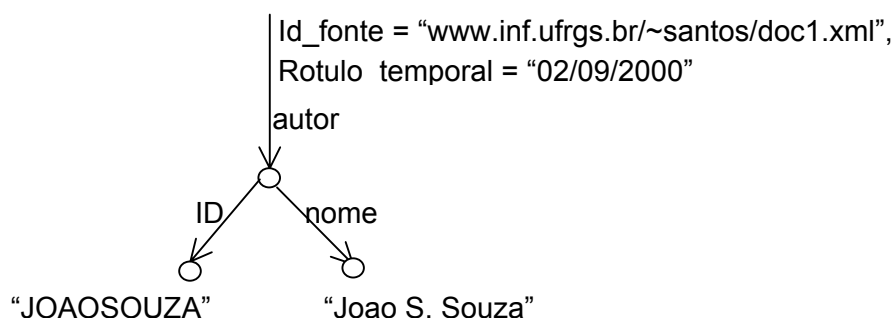 Id_fonte = “www.inf.ufrgs.br/~santos/doc1.xml”,
Rotulo temporal = “02/09/2000”
autor
ID nome
“JOAOSOUZA” “Joao S. Souza”